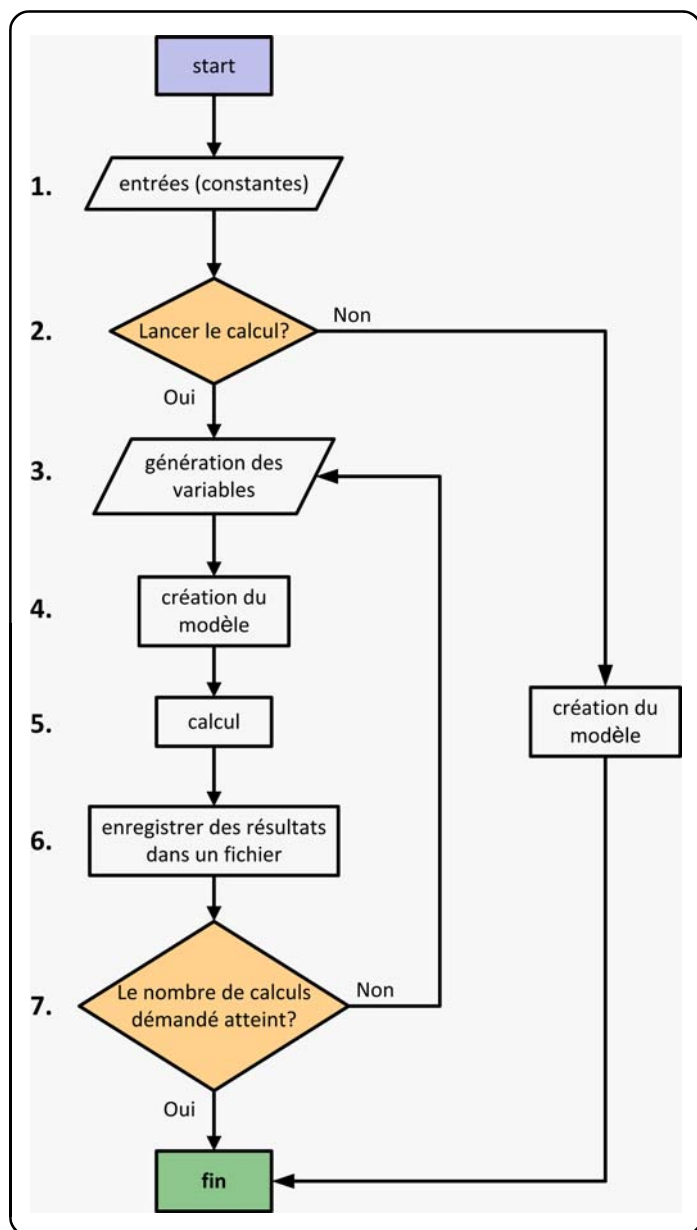 start
1.
entrées (constantes)
2.
Lancer le calcul?
Non
Oui
3.
génération des
variables
4.
création du
modèle
5.
calcul
création du
modèle
6.
enregistrer des résultats
dans un fichier
7.
Le nombre de calculs
démandé atteint?
Non
Oui
fin